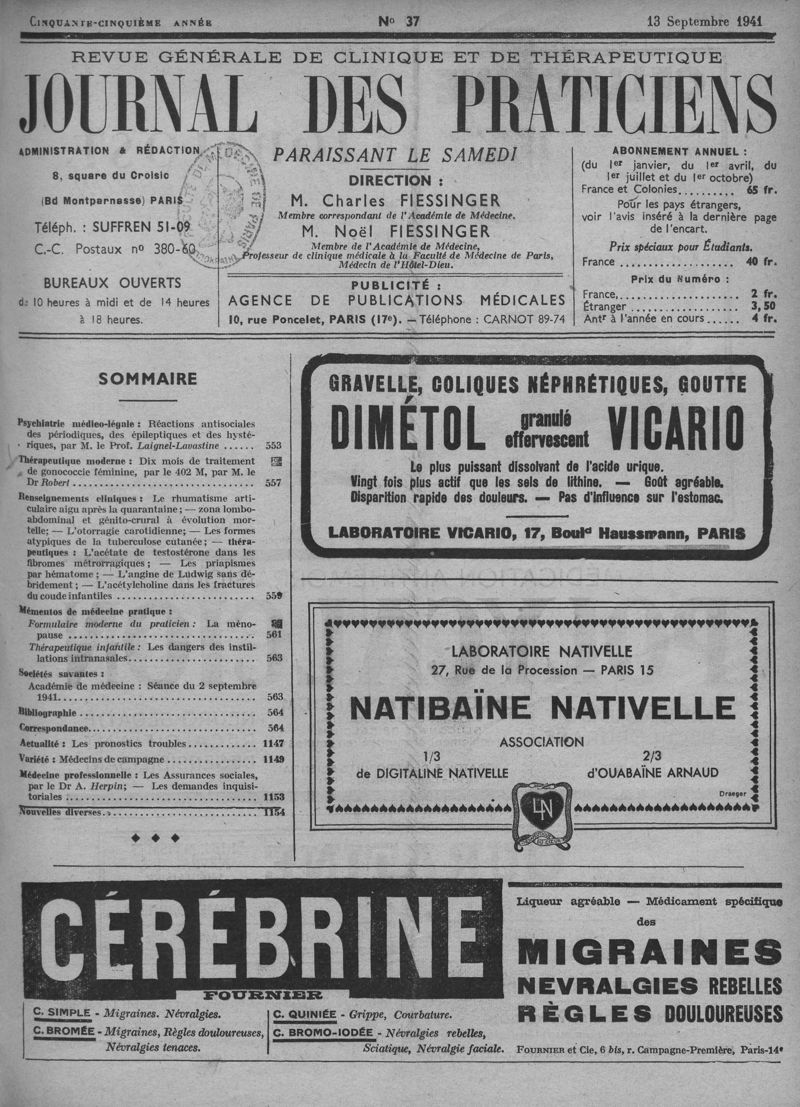 Cinquante-cinquième année
No 37
13 Septembre 1941
REVUE GÉNÉRALE DE CLINIQUE ET DE THÉRAPEUTIQUE
JOURNAL DES PRATICIENS
ADMINISTRATION & RÉDACTION
8, square du Croisic
(Bd Montparnasse) PARIS
Téléph. : SUFFREN 51-09
C.-C. Postaux no 380-60
BUREAUX OUVERTS
de 10 heures à midi et de 14 heures
à 18 heures.
PARAISSANT LE SAMEDI
DIRECTION :
M. Charles FIESSINGER
Membre correspondant de l'Académie de Médecine.
M. Noël FIESSINGER
Membre de l'Académie de Médecine,
Professeur de clinique médicale à la Faculté de Médecine de Paris,
Médecin de l'Hôtel-Dieu.
PUBLICITÉ :
AGENCE DE PUBLICATIONS MÉDICALES
10, rue Poncelet, PARIS (17e). — Téléphone : CARNOT 89-74
ABONNEMENT ANNUEL :
(du 1er janvier, du 1er avril, du
1er juillet et du 1er octobre)
France et Colonies.......... 65 fr.
Pour les pays étrangers,
voir l'avis inséré à la dernière page
de l'encart.
Prix spéciaux pour Étudiants.
France .................. 40 fr.
Prix du Numéro :
France.................... 2 fr.
Étranger .................. 3,50
Antr à l'année en cours ...... 4 fr.
SOMMAIRE
Psychiatrie médico-légale : Réactions antisociales
des périodiques, des épileptiques et des hysté-
riques, par M. le Prof. Laignel-Lavastine ...... 553
Thérapeutique moderne : Dix mois de traitement
de gonococcie féminine, par le 402 M, par M. le
Dr Robert................................ 557
Renseignements cliniques : Le rhumatisme arti-
culaire aigu après la quarantaine ; — zona lombo-
abdominal et génito-crural à évolution mor-
telle; — L'otorragie carotidienne; — Les formes
atypiques de la tuberculose cutanée; — théra-
peutiques : L'acétate de testostérone dans les
fibromes métrorragiques ; — Les priapismes
par hématome ; — L'angine de Ludwig sans dé-
bridement ; — L'acétylcholine dans les fractures
du coude infantiles ........................ 559
Mémentos de médecine pratique :
Formulaire moderne du praticien : La méno-
pause ................................ 561
Thérapeutique infantile : Les dangers des instil-
lations intranasales........................ 563
Sociétés savantes :
Académie de médecine : Séance du 2 septembre
1941.................................. 563
Bibliographie .............................. 564
Correspondance............................ 564
Actualité : Les pronostics troubles............ 1147
Variété : Médecins de campagne ................ 1149
Médecine professionnelle : Les Assurances sociales,
par le Dr A. Herpin; — Les demandes inquisi-
toriales .................................. 1153
Nouvelles diverses.......................... 1154
GRAVELLE, COLIQUES NÉPHRÉTIQUES, GOUTTE
DIMÉTOL granulé effervescent VICARIO
Le plus puissant dissolvant de l'acide urique.
Vingt fois plus actif que les sels de lithine. — Goût agréable.
Disparition rapide des douleurs. — Pas d'influence sur l'estomac.
LABORATOIRE VICARIO, 17, Bould Haussmann, PARIS
LABORATOIRE NATIVELLE
27, Rue de la Procession — PARIS 15
NATIBAÏNE NATIVELLE
ASSOCIATION
1/3 2/3
de DIGITALINE NATIVELLE d'OUABAÏNE ARNAUD
Draeger
LN
CÉRÉBRINE
FOURNIER
C. SIMPLE - Migraines. Névralgies.
C. BROMÉE - Migraines, Règles douloureuses,
Névralgies tenaces.
C. QUINIÉE - Grippe, Courbature.
C. BROMO-IODÉE - Névralgies rebelles,
Sciatique, Névralgie faciale.
Liqueur agréable — Médicament spécifique
des
MIGRAINES
NEVRALGIES REBELLES
RÈGLES DOULOUREUSES
Fournier et Cie, 6 bis, r. Campagne-Première, Paris-14e